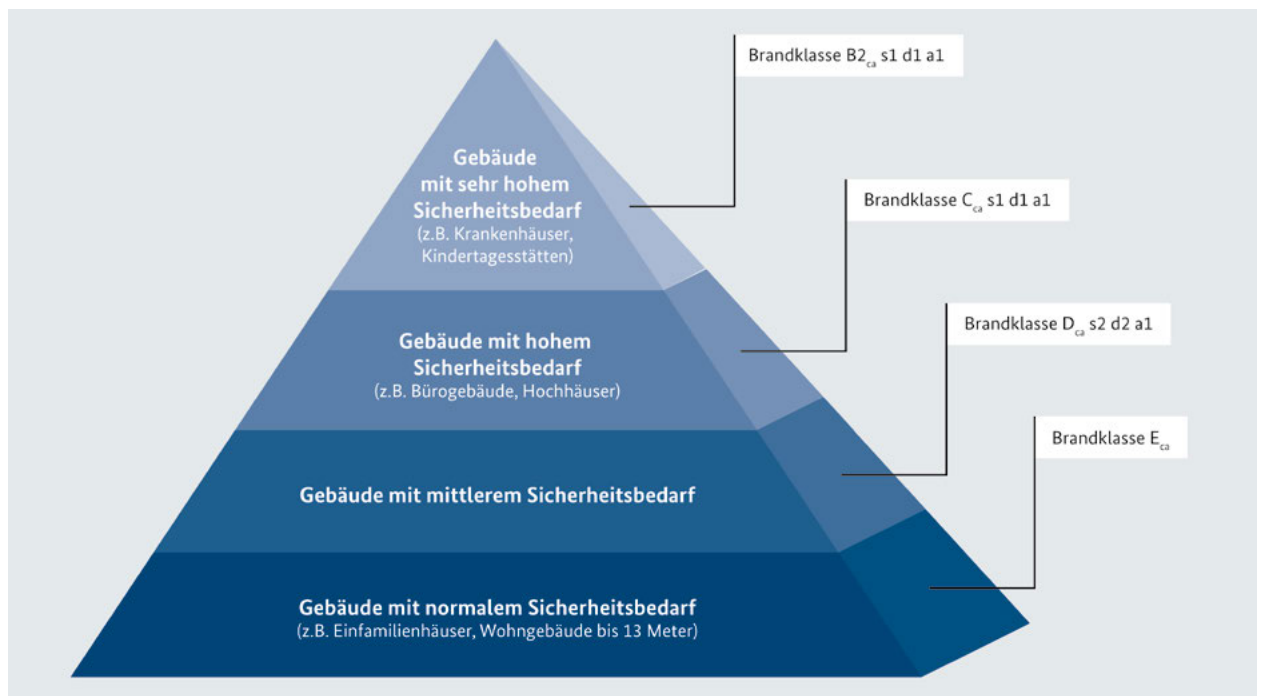 Brandklasse B2ca s1 d1 a1
Gebäude
mit sehr hohem
Sicherheitsbedarf
(z.B. Krankenhäuser,
Kindertagesstätten)
Brandklasse Cca s1 d1 a1
Gebäude mit hohem
Sicherheitsbedarf
(z.B. Bürogebäude, Hochhäuser)
Brandklasse Dca s2 d2 a1
Gebäude mit mittlerem Sicherheitsbedarf
Brandklasse Eca
Gebäude mit normalem Sicherheitsbedarf
(z.B. Einfamilienhäuser, Wohngebäude bis 13 Meter)